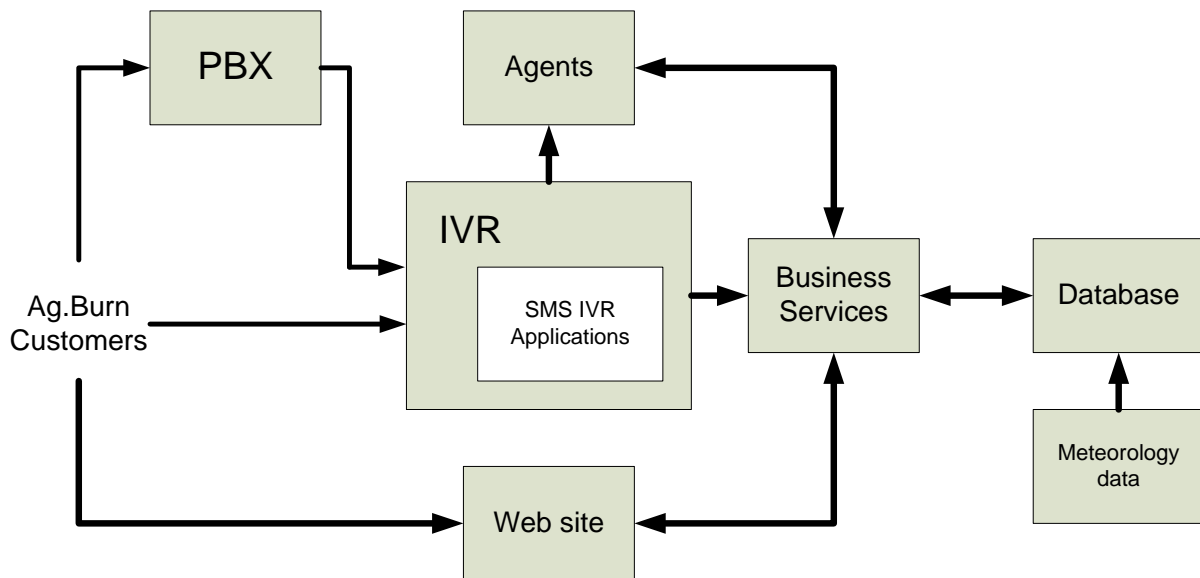 PBX
Agents
IVR
SMS IVR
Applications
Ag.Burn
Customers
Business
Services
Database
Meteorology
data
Web site